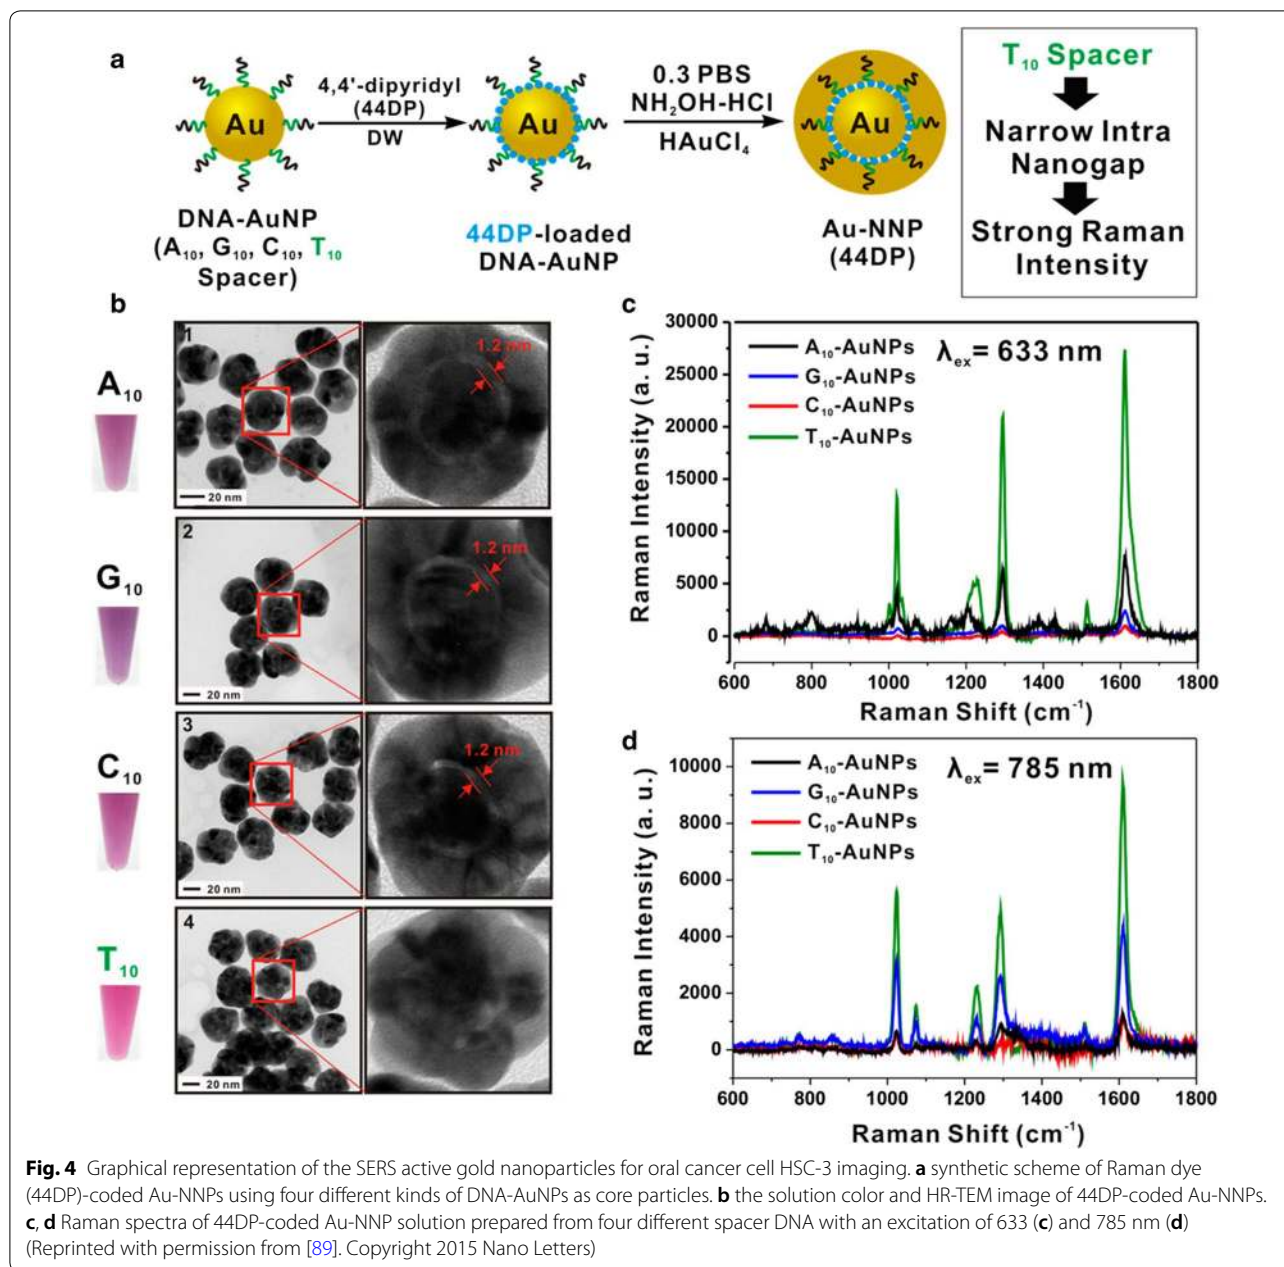 a
Au
4,4'-dipyridyl
(44DP)
DW
Au
0.3 PBS
NH₂OH-HCl
HAuCl₄
Au
DNA-AuNP
(A₁₀, G₁₀, C₁₀, T₁₀
Spacer)
44DP-loaded
DNA-AuNP
Au-NNP
(44DP)
T₁₀ Spacer
Narrow Intra
Nanogap
Strong Raman
Intensity
b
A₁₀
1
20 nm
1.2 nm
G₁₀
2
20 nm
1.2 nm
C₁₀
3
20 nm
1.2 nm
T₁₀
4
20 nm
c
30000
25000
20000
15000
10000
5000
0
Raman Intensity (a. u.)
A₁₀-AuNPs
G₁₀-AuNPs
C₁₀-AuNPs
T₁₀-AuNPs
λₑₓ= 633 nm
600 800 1000 1200 1400 1600 1800
Raman Shift (cm⁻¹)
d
10000
8000
6000
4000
2000
0
Raman Intensity (a. u.)
A₁₀-AuNPs
G₁₀-AuNPs
C₁₀-AuNPs
T₁₀-AuNPs
λₑₓ= 785 nm
600 800 1000 1200 1400 1600 1800
Raman Shift (cm⁻¹)
Fig. 4 Graphical representation of the SERS active gold nanoparticles for oral cancer cell HSC-3 imaging. a synthetic scheme of Raman dye
(44DP)-coded Au-NNPs using four different kinds of DNA-AuNPs as core particles. b the solution color and HR-TEM image of 44DP-coded Au-NNPs.
c, d Raman spectra of 44DP-coded Au-NNP solution prepared from four different spacer DNA with an excitation of 633 (c) and 785 nm (d)
(Reprinted with permission from [89]. Copyright 2015 Nano Letters)